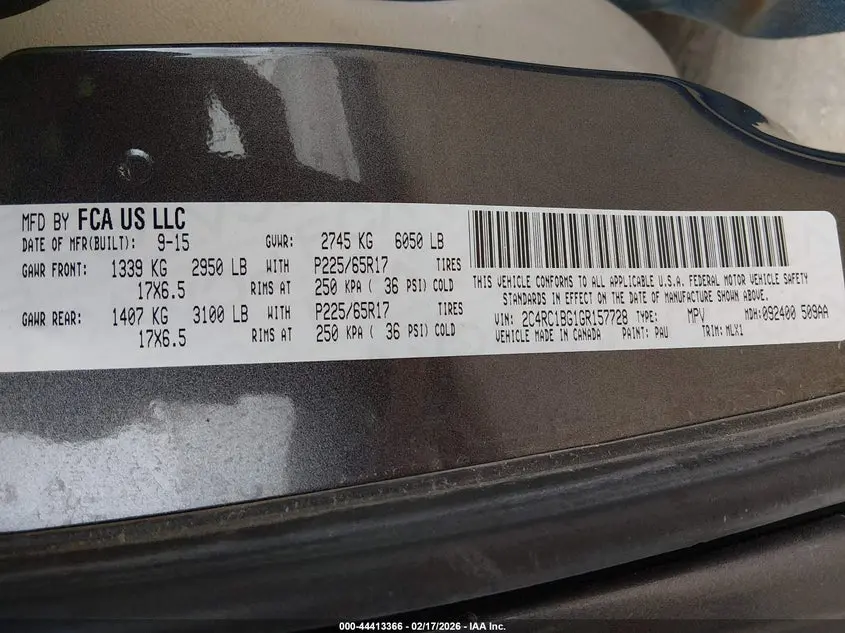 MFD BY FCA US LLC
DATE OF MFR(BUILT): 9-15 GVWR: 2745 KG 6050 LB
GAWR FRONT: 1339 KG 2950 LB WITH P225/65R17 TIRES
17X6.5 RIMS AT 250 KPA ( 36 PSI) COLD
GAWR REAR: 1407 KG 3100 LB WITH P225/65R17 TIRES
17X6.5 RIMS AT 250 KPA ( 36 PSI) COLD
THIS VEHICLE CONFORMS TO ALL APPLICABLE U.S.A. FEDERAL MOTOR VEHICLE SAFETY
STANDARDS IN EFFECT ON THE DATE OF MANUFACTURE SHOWN ABOVE.
VIN: 2C4RC1BG1GR157728 TYPE: MPV MDH:092400 509AA
VEHICLE MADE IN CANADA PAINT: PAU TRIM: MLX1
000-44413366 - 02/17/2026 - IAA Inc.